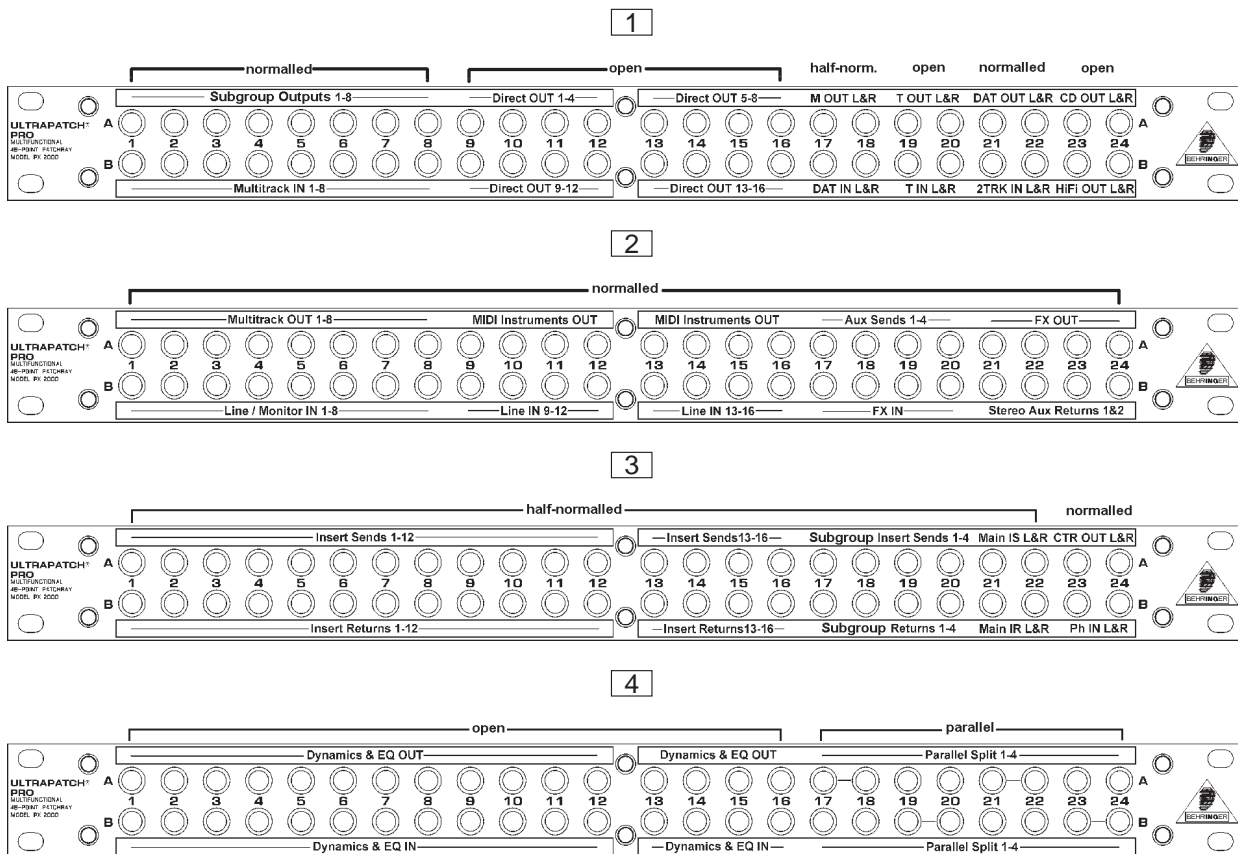 1
normalled open half-norm. open normalled open
Subgroup Outputs 1-8 Direct OUT 1-4 Direct OUT 5-8 M OUT L&R T OUT L&R DAT OUT L&R CD OUT L&R
ULTRAPATCH®
PRO
MULTIFUNCTIONAL
48-POINT PATCHBAY
MODEL PX 2000
A A
1 2 3 4 5 6 7 8 9 10 11 12 13 14 15 16 17 18 19 20 21 22 23 24
B B
BEHRINGER
Multitrack IN 1-8 Direct OUT 9-12 Direct OUT 13-16 DAT IN L&R T IN L&R 2TRK IN L&R HiFi OUT L&R
2
normalled
Multitrack OUT 1-8 MIDI Instruments OUT MIDI Instruments OUT Aux Sends 1-4 FX OUT
ULTRAPATCH®
PRO
MULTIFUNCTIONAL
48-POINT PATCHBAY
MODEL PX 2000
A A
1 2 3 4 5 6 7 8 9 10 11 12 13 14 15 16 17 18 19 20 21 22 23 24
B B
BEHRINGER
Line / Monitor IN 1-8 Line IN 9-12 Line IN 13-16 FX IN Stereo Aux Returns 1&2
3
half-normalled normalled
Insert Sends 1-12 Insert Sends13-16 Subgroup Insert Sends 1-4 Main IS L&R CTR OUT L&R
ULTRAPATCH®
PRO
MULTIFUNCTIONAL
48-POINT PATCHBAY
MODEL PX 2000
A A
1 2 3 4 5 6 7 8 9 10 11 12 13 14 15 16 17 18 19 20 21 22 23 24
B B
BEHRINGER
Insert Returns 1-12 Insert Returns13-16 Subgroup Returns 1-4 Main IR L&R Ph IN L&R
4
open parallel
Dynamics & EQ OUT Dynamics & EQ OUT Parallel Split 1-4
ULTRAPATCH®
PRO
MULTIFUNCTIONAL
48-POINT PATCHBAY
MODEL PX 2000
A A
1 2 3 4 5 6 7 8 9 10 11 12 13 14 15 16 17 18 19 20 21 22 23 24
B B
BEHRINGER
Dynamics & EQ IN Dynamics & EQ IN Parallel Split 1-4